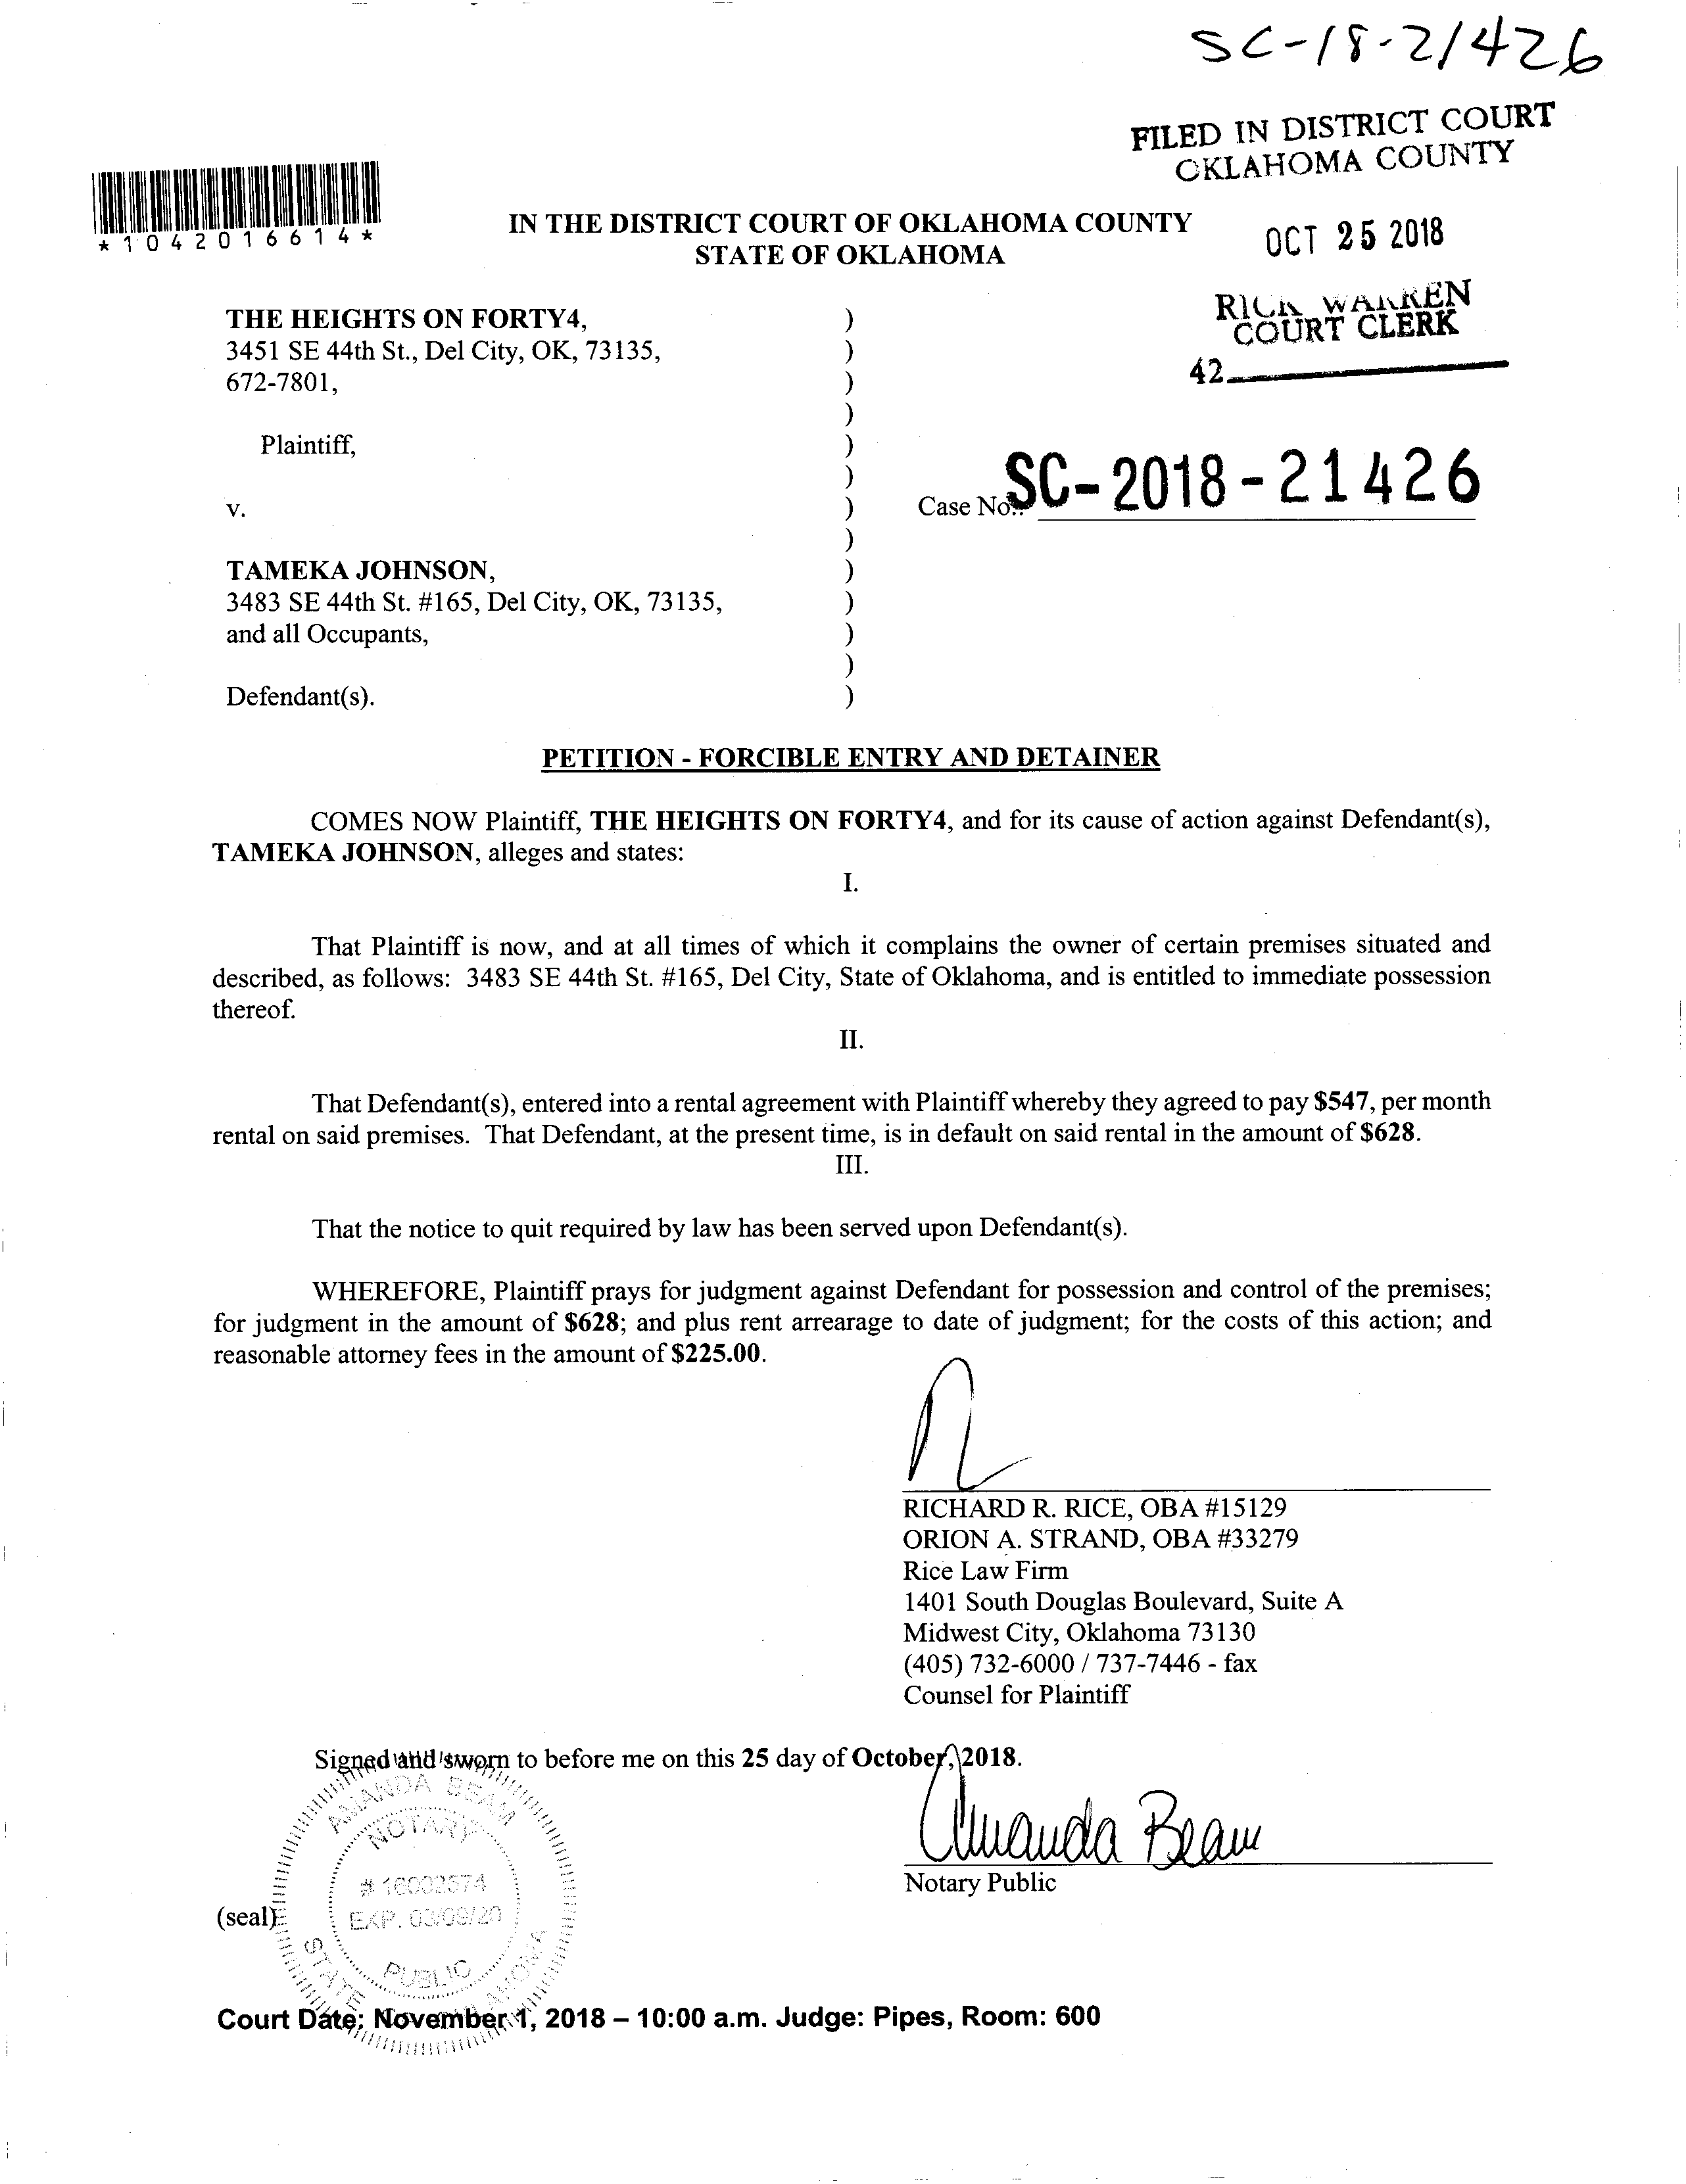 SC-18-21426
FILED IN DISTRICT COURT
OKLAHOMA COUNTY
*1042016614*
IN THE DISTRICT COURT OF OKLAHOMA COUNTY
STATE OF OKLAHOMA
OCT 25 2018
RICK WARREN
COURT CLERK
42
THE HEIGHTS ON FORTY4, )
3451 SE 44th St., Del City, OK, 73135, )
672-7801, )
)
Plaintiff, )
)
v. )
Case No.: SC-2018-21426
)
TAMEKA JOHNSON, )
3483 SE 44th St. #165, Del City, OK, 73135, )
and all Occupants, )
)
Defendant(s). )
PETITION - FORCIBLE ENTRY AND DETAINER
COMES NOW Plaintiff, THE HEIGHTS ON FORTY4, and for its cause of action against Defendant(s),
TAMEKA JOHNSON, alleges and states:
I.
That Plaintiff is now, and at all times of which it complains the owner of certain premises situated and
described, as follows: 3483 SE 44th St. #165, Del City, State of Oklahoma, and is entitled to immediate possession
thereof.
II.
That Defendant(s), entered into a rental agreement with Plaintiff whereby they agreed to pay $547, per month
rental on said premises. That Defendant, at the present time, is in default on said rental in the amount of $628.
III.
That the notice to quit required by law has been served upon Defendant(s).
WHEREFORE, Plaintiff prays for judgment against Defendant for possession and control of the premises;
for judgment in the amount of $628; and plus rent arrearage to date of judgment; for the costs of this action; and
reasonable attorney fees in the amount of $225.00.
RICHARD R. RICE, OBA #15129
ORION A. STRAND, OBA #33279
Rice Law Firm
1401 South Douglas Boulevard, Suite A
Midwest City, Oklahoma 73130
(405) 732-6000 / 737-7446 - fax
Counsel for Plaintiff
Signed and sworn to before me on this 25 day of October, 2018.
Amanda Beam
Notary Public
AMANDA BEAM
NOTARY
# 16002574
EXP. 03/09/20
PUBLIC
STATE OKLAHOMA
(seal)
Court Date: November 1, 2018 – 10:00 a.m. Judge: Pipes, Room: 600